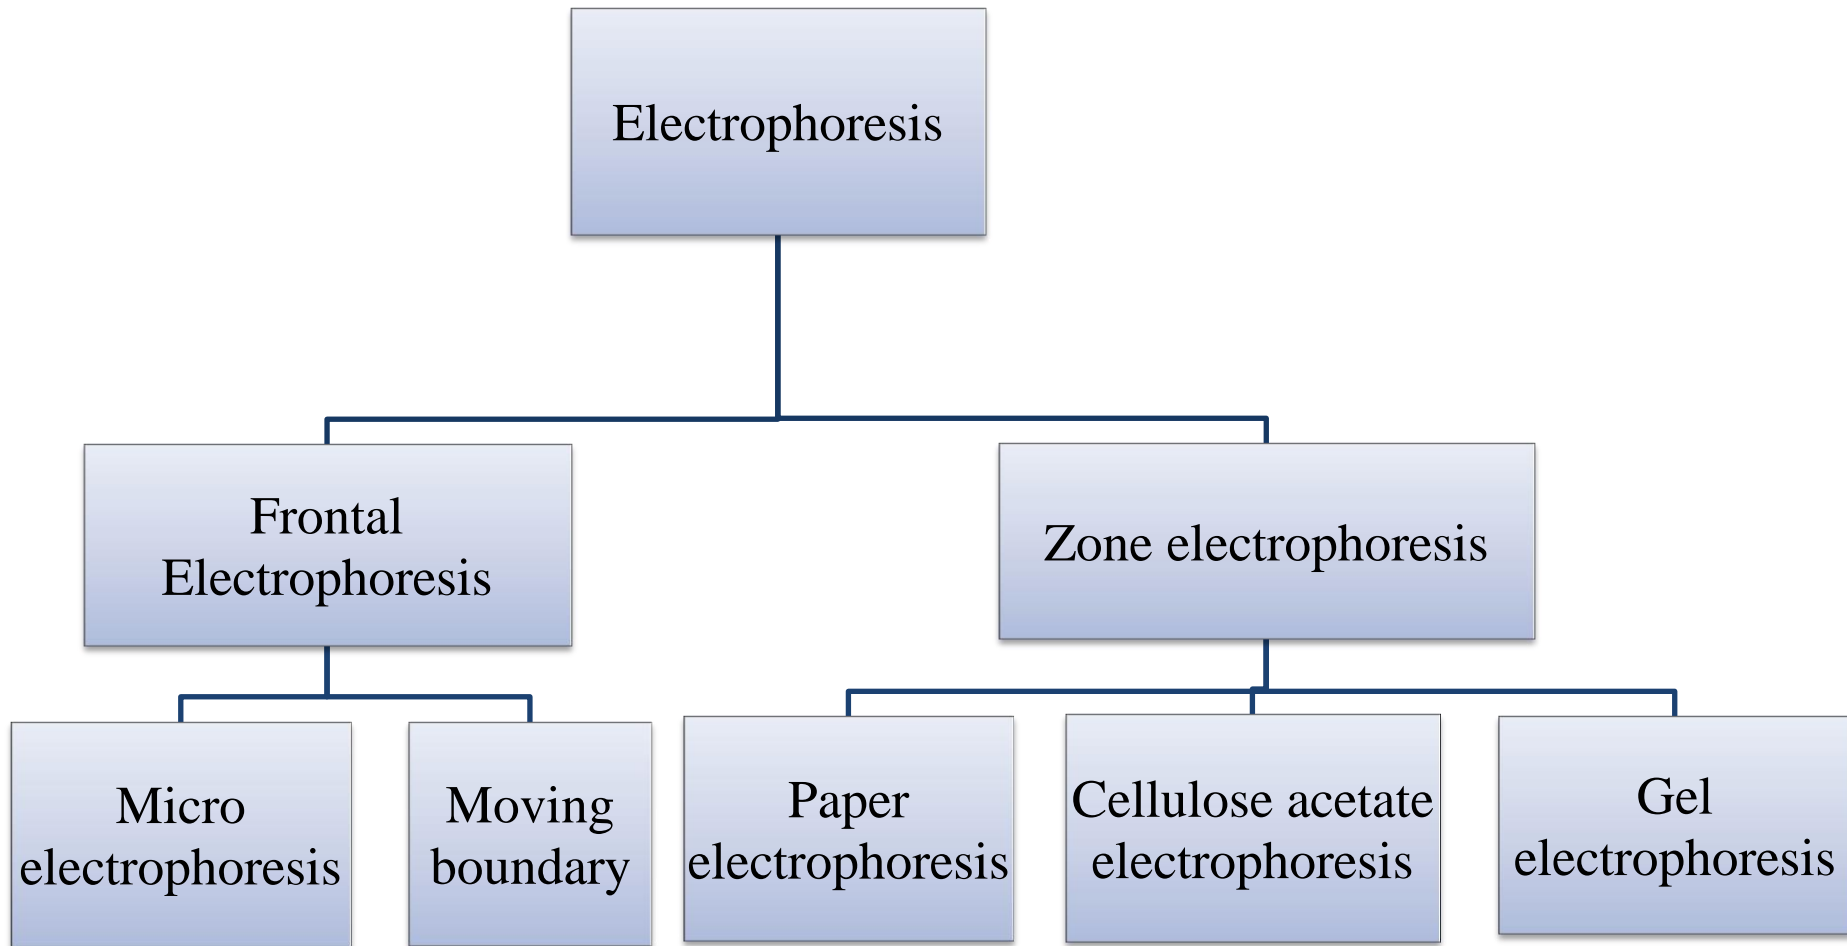 Electrophoresis
Frontal
Electrophoresis
Zone electrophoresis
Micro
electrophoresis
Moving
boundary
Paper
electrophoresis
Cellulose acetate
electrophoresis
Gel
electrophoresis